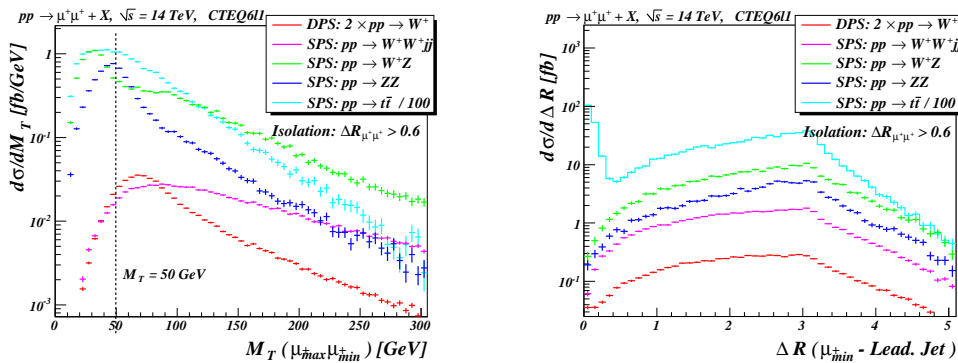 pp → μ⁺μ⁺ + X, √s = 14 TeV, CTEQ6l1
DPS: 2 × pp → W⁺
SPS: pp → W⁺W⁺jj
SPS: pp → W⁺Z
SPS: pp → ZZ
SPS: pp → tt̄ / 100
Isolation: ΔR_μ⁺μ⁺ > 0.6
M_T = 50 GeV
dσ/dM_T [fb/GeV]
1
10⁻¹
10⁻²
10⁻³
0 50 100 150 200 250 300
M_T (μ⁺_max μ⁺_min) [GeV]
pp → μ⁺μ⁺ + X, √s = 14 TeV, CTEQ6l1
DPS: 2 × pp → W⁺
SPS: pp → W⁺W⁺jj
SPS: pp → W⁺Z
SPS: pp → ZZ
SPS: pp → tt̄ / 100
Isolation: ΔR_μ⁺μ⁺ > 0.6
dσ/dΔR [fb]
10³
10²
10
1
10⁻¹
0 1 2 3 4 5
ΔR (μ⁺_min - Lead. Jet)